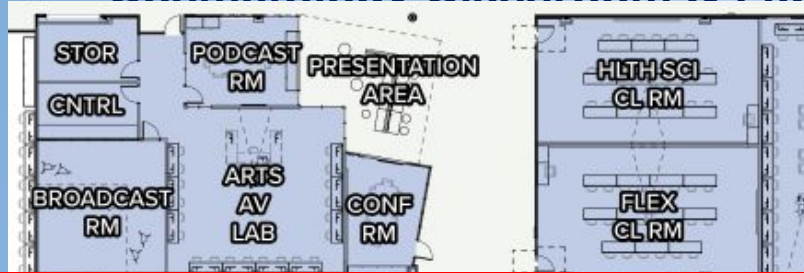 STOR
PODCAST
RM
PRESENTATION
AREA
HLTH SCI
CL RM
CNTRL
BROADCAST
RM
ARTS
AV
LAB
CONF
RM
FLEX
CL RM